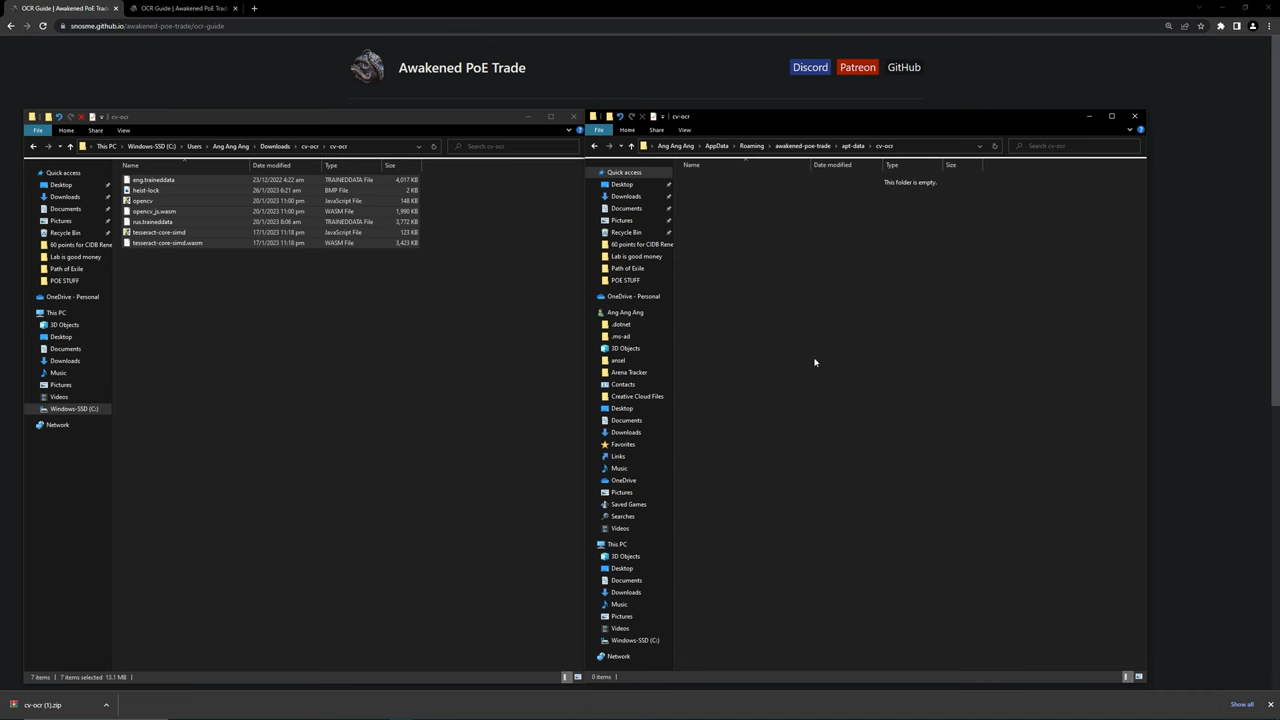 OCR Guide | Awakened PoE Trade
OCR Guide | Awakened PoE Trade
snosme.github.io/awakened-poe-trade/ocr-guide
Awakened PoE Trade
Discord
Patreon
GitHub
cv-ocr
File Home Share View
This PC > Windows-SSD (C:) > Users > Ang Ang Ang > Downloads > cv-ocr > cv-ocr
Search cv-ocr
Name Date modified Type Size
Quick access
Desktop
Downloads
Documents
Pictures
Recycle Bin
60 points for CIDB Rene
Lab is good money
Path of Exile
POE STUFF
OneDrive - Personal
This PC
3D Objects
Desktop
Documents
Downloads
Music
Pictures
Videos
Windows-SSD (C:)
Network
eng.traineddata 23/12/2022 4:22 am TRAINEDDATA File 4,017 KB
heist-lock 26/1/2023 6:21 am BMP File 2 KB
opencv 20/1/2023 11:00 pm JavaScript File 148 KB
opencv_js.wasm 20/1/2023 11:00 pm WASM File 1,990 KB
rus.traineddata 20/1/2023 8:06 am TRAINEDDATA File 3,772 KB
tesseract-core-simd 17/1/2023 11:18 pm JavaScript File 123 KB
tesseract-core-simd.wasm 17/1/2023 11:18 pm WASM File 3,423 KB
7 items 7 items selected 13.1 MB
cv-ocr
File Home Share View
Ang Ang Ang > AppData > Roaming > awakened-poe-trade > apt-data > cv-ocr
Search cv-ocr
Name Date modified Type Size
This folder is empty.
Quick access
Desktop
Downloads
Documents
Pictures
Recycle Bin
60 points for CIDB Rene
Lab is good money
Path of Exile
POE STUFF
OneDrive - Personal
Ang Ang Ang
.dotnet
.ms-ad
3D Objects
ansel
Arena Tracker
Contacts
Creative Cloud Files
Desktop
Documents
Downloads
Favorites
Links
Music
OneDrive
Pictures
Saved Games
Searches
Videos
This PC
3D Objects
Desktop
Documents
Downloads
Music
Pictures
Videos
Windows-SSD (C:)
Network
0 items
cv-ocr (1).zip
Show all